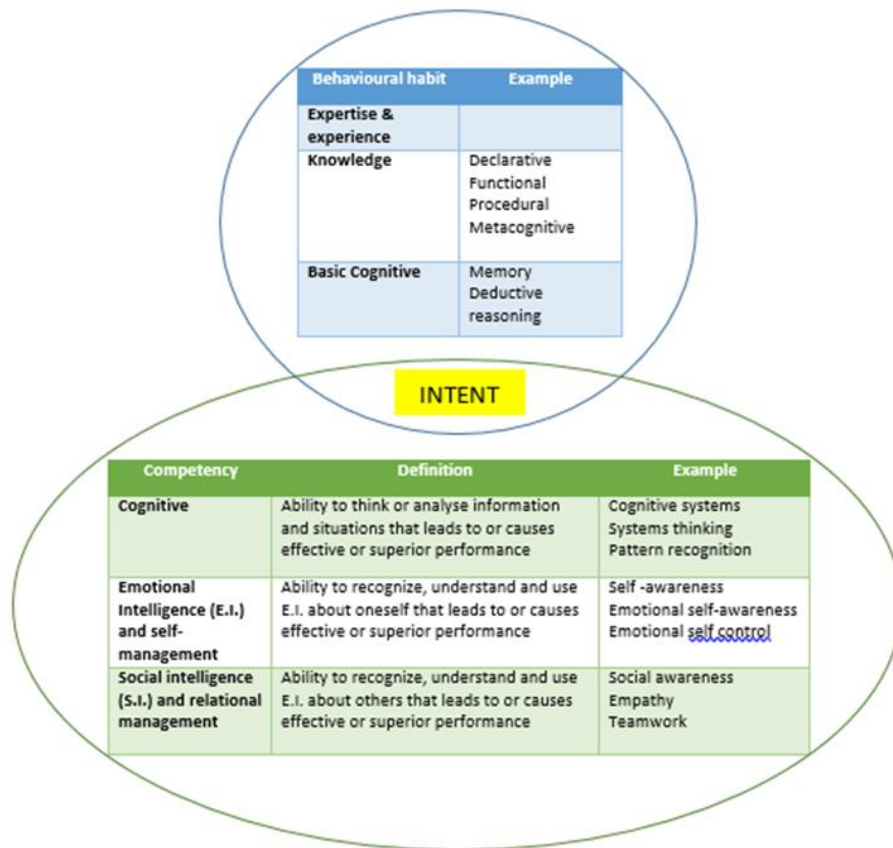 Behavioural habit Example
Expertise &
experience
Knowledge Declarative
Functional
Procedural
Metacognitive
Basic Cognitive Memory
Deductive
reasoning
INTENT
Competency Definition Example
Cognitive Ability to think or analyse information Cognitive systems
and situations that leads to or causes Systems thinking
effective or superior performance Pattern recognition
Emotional Ability to recognize, understand and use Self -awareness
Intelligence (E.I.) E.I. about oneself that leads to or causes Emotional self-awareness
and self- effective or superior performance Emotional self control
management
Social intelligence Ability to recognize, understand and use Social awareness
(S.I.) and relational E.I. about others that leads to or causes Empathy
management effective or superior performance Teamwork